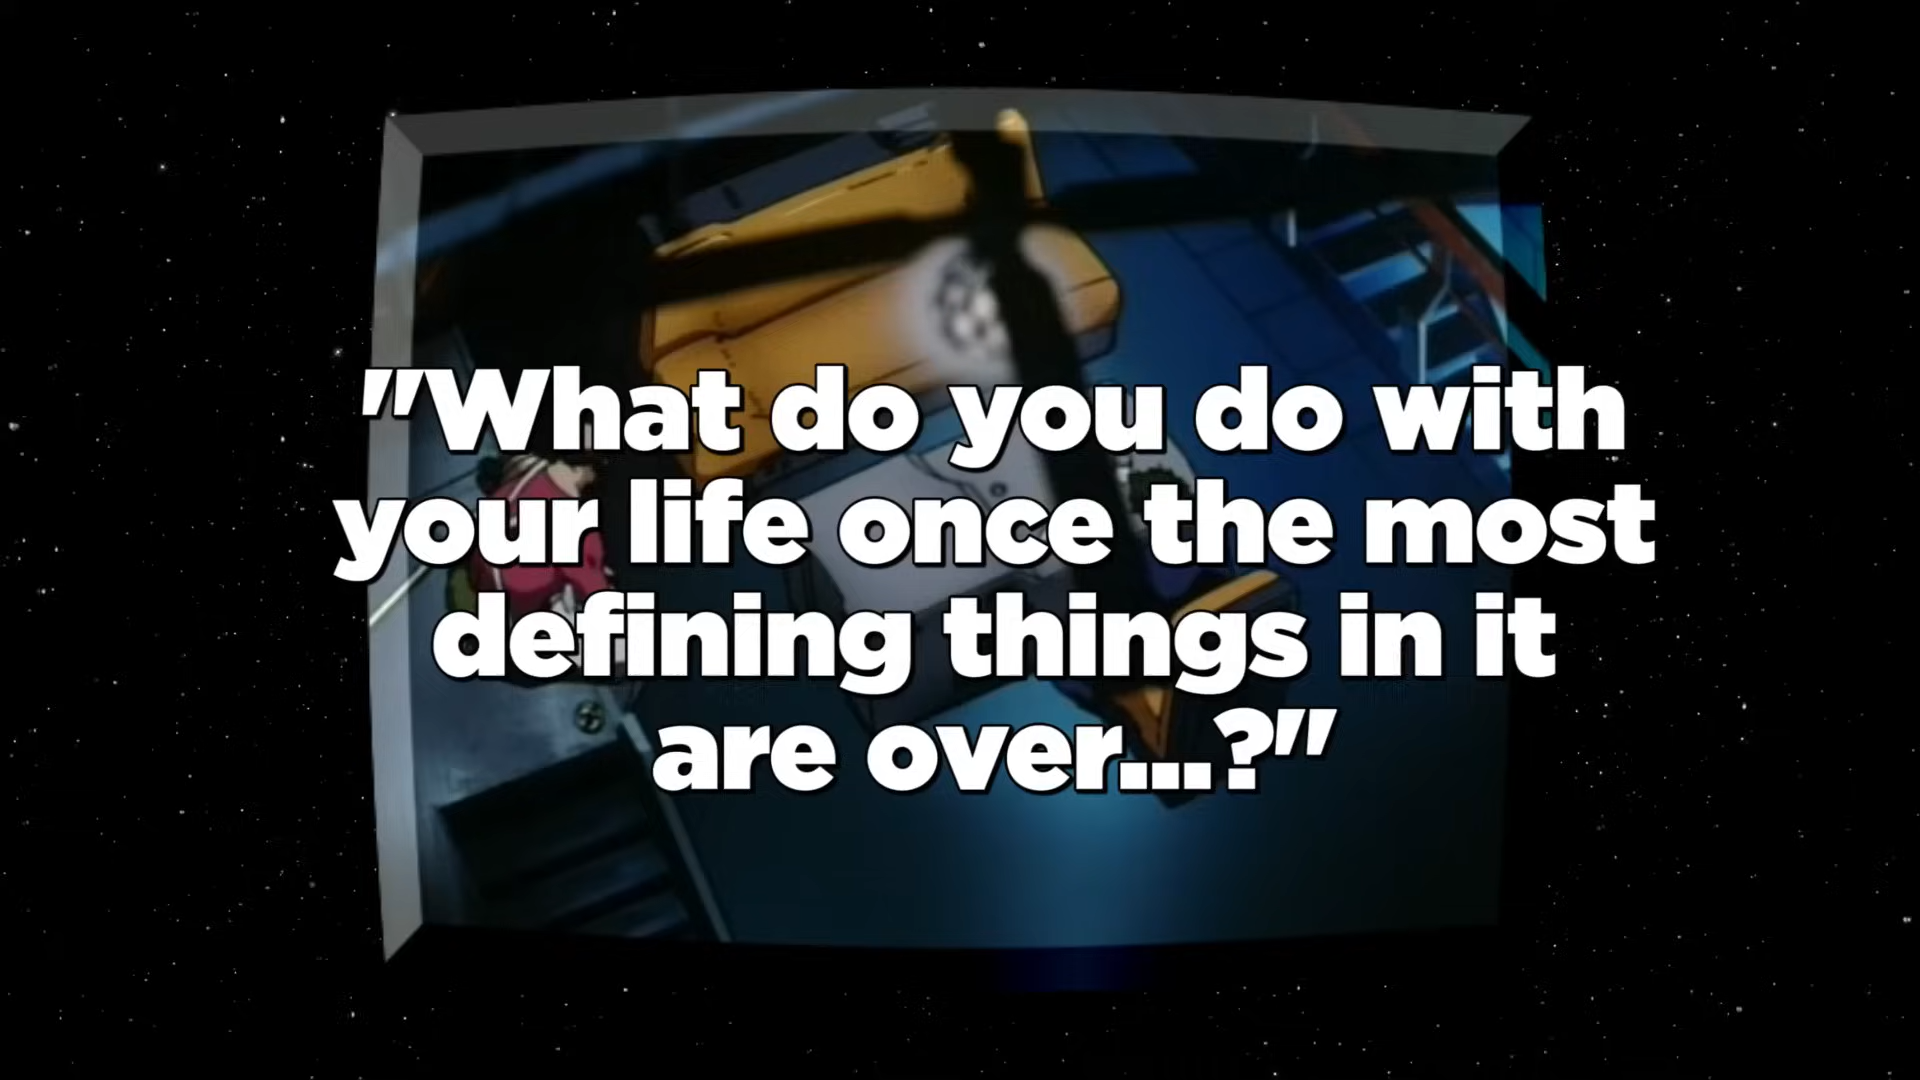 "What do you do with
your life once the most
defining things in it
are over...?"